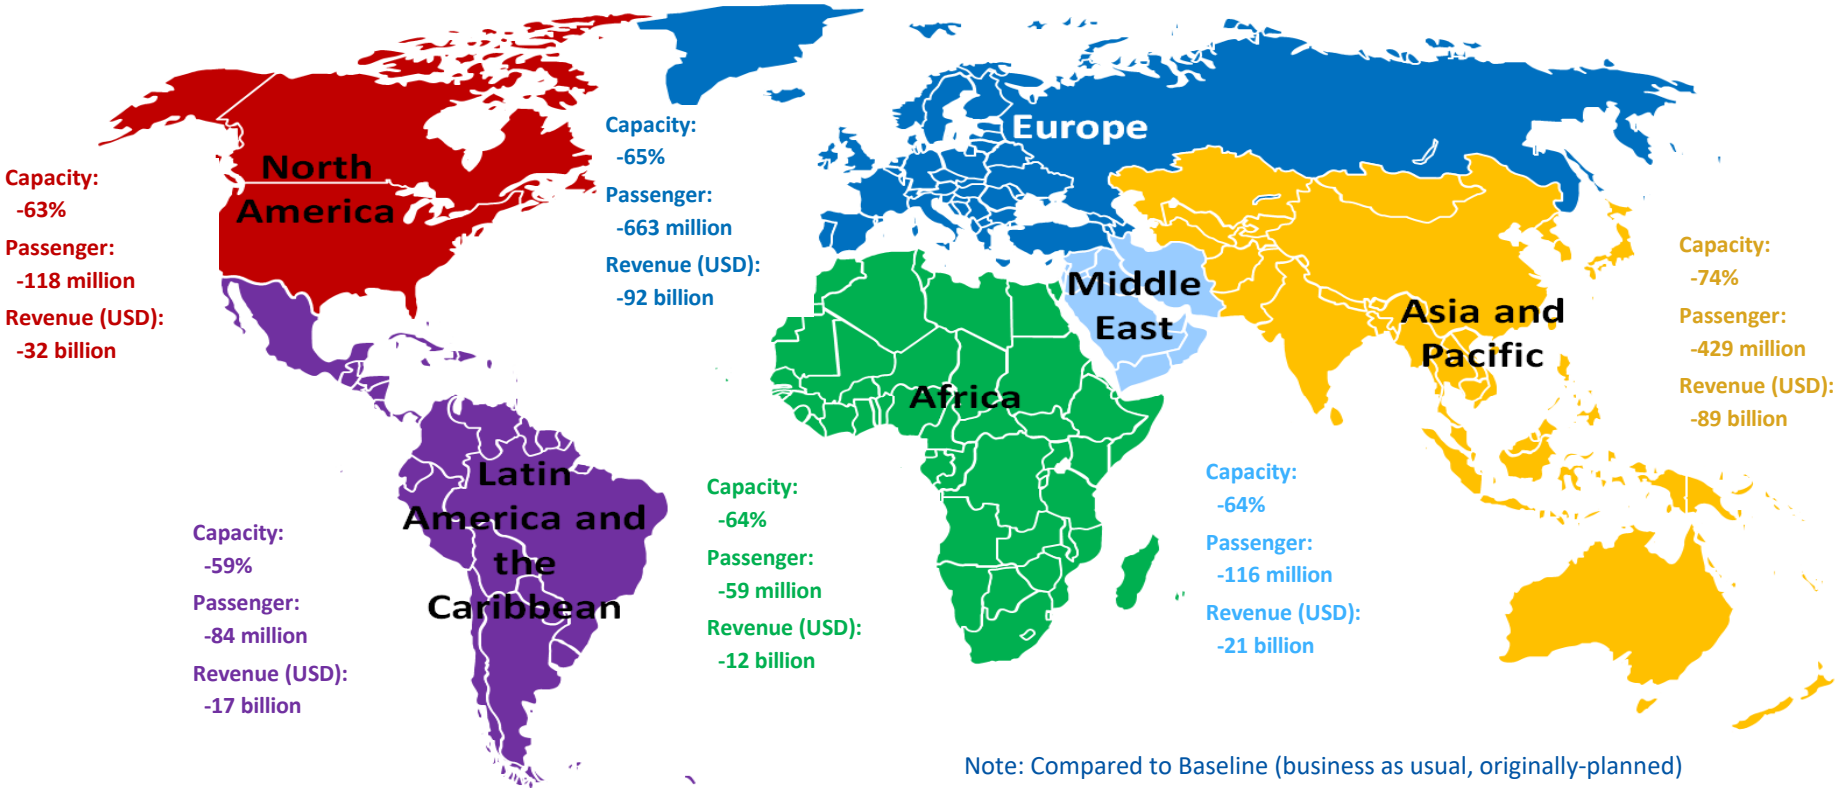 North
America
Capacity:
-63%
Passenger:
-118 million
Revenue (USD):
-32 billion
Capacity:
-65%
Passenger:
-663 million
Revenue (USD):
-92 billion
Europe
Middle
East
Asia and
Pacific
Capacity:
-74%
Passenger:
-429 million
Revenue (USD):
-89 billion
Africa
Latin
America and
the
Caribbean
Capacity:
-59%
Passenger:
-84 million
Revenue (USD):
-17 billion
Capacity:
-64%
Passenger:
-59 million
Revenue (USD):
-12 billion
Capacity:
-64%
Passenger:
-116 million
Revenue (USD):
-21 billion
Note: Compared to Baseline (business as usual, originally-planned)